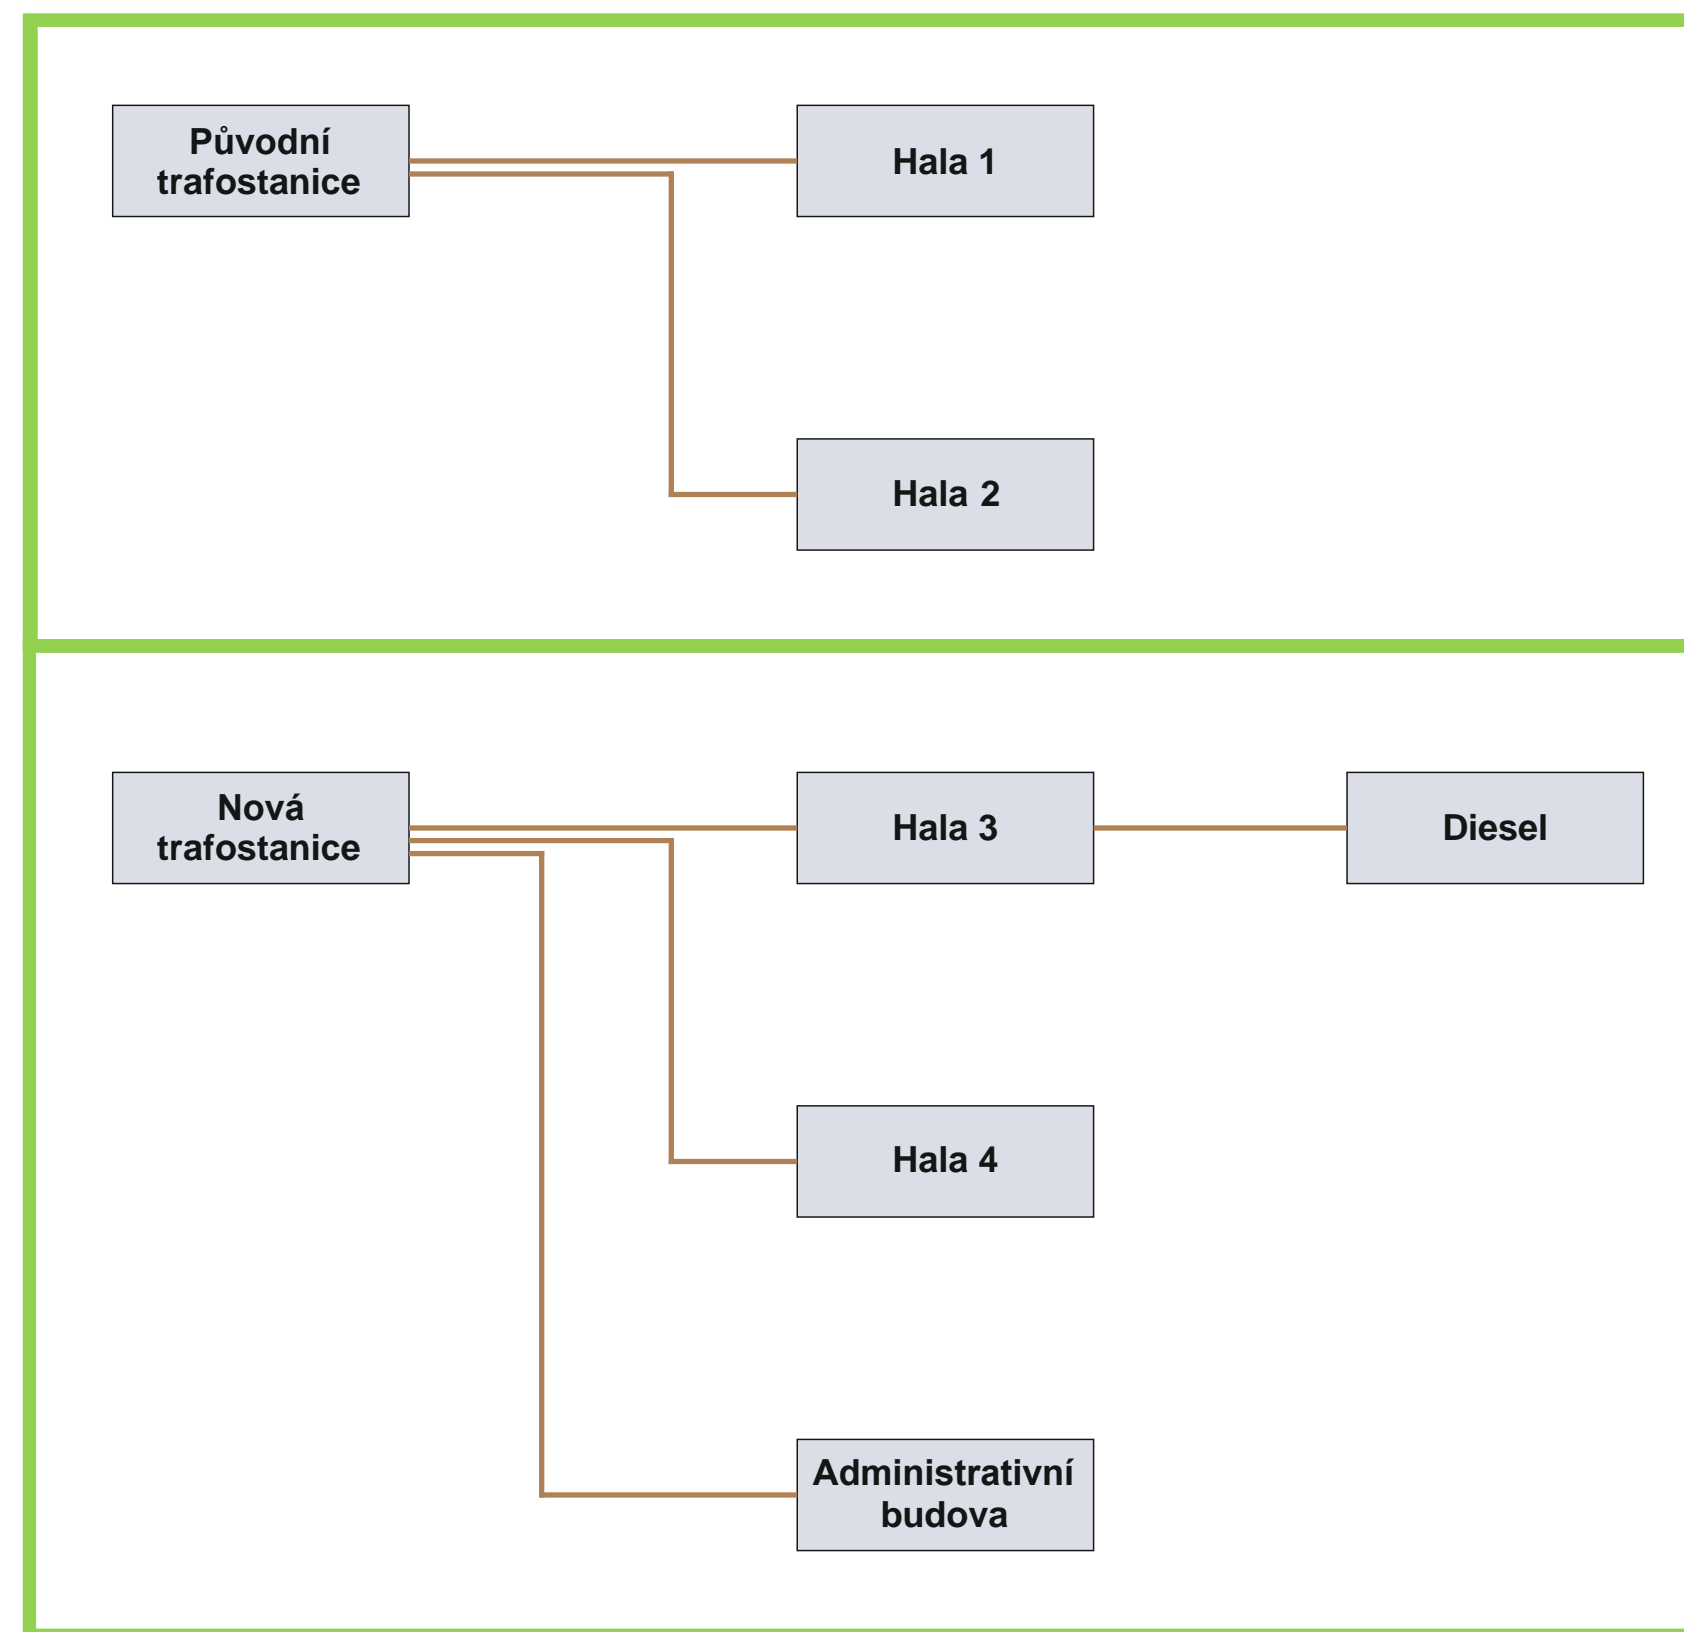 Původní
trafostanice
Hala 1
Hala 2
Nová
trafostanice
Hala 3
Diesel
Hala 4
Administrativní
budova